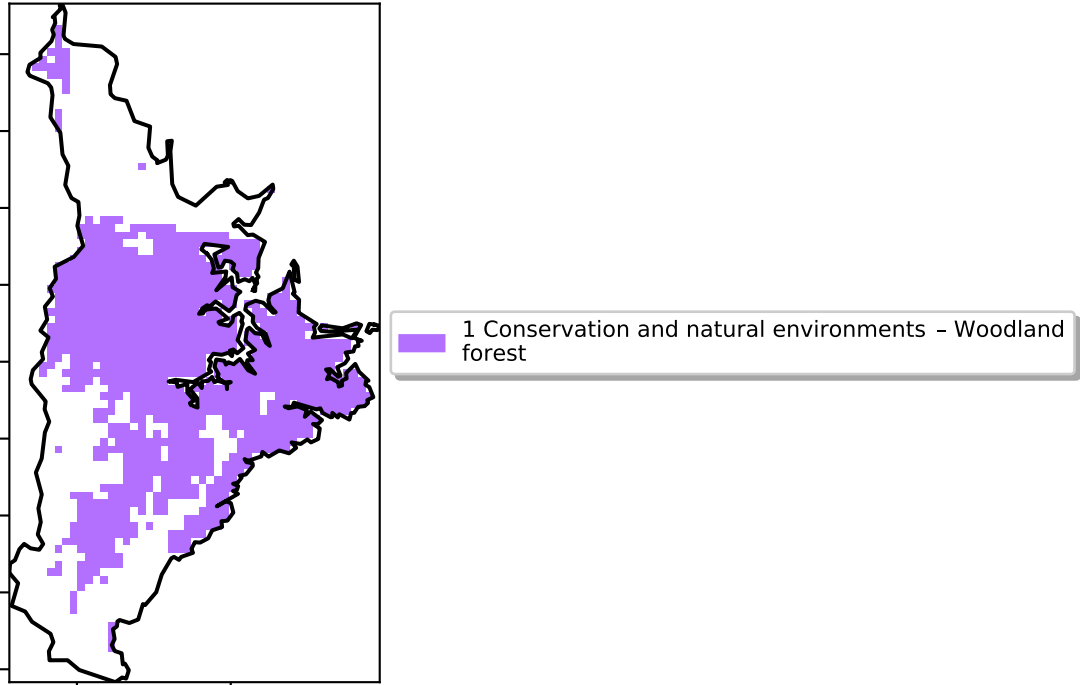 1 Conservation and natural environments – Woodland
forest